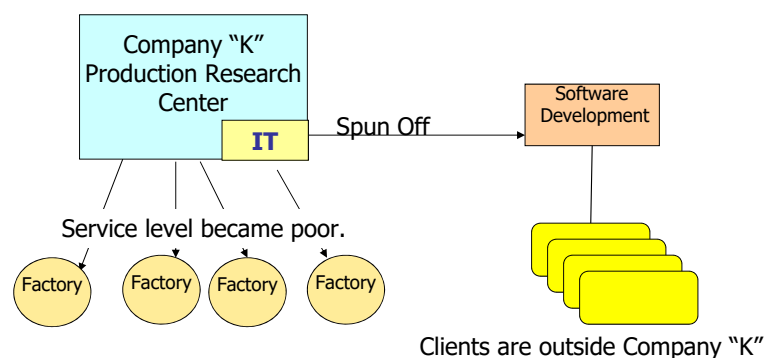 Company “K”
Production Research
Center
IT
Spun Off
Software
Development
Service level became poor.
Factory
Factory
Factory
Factory
Clients are outside Company “K”